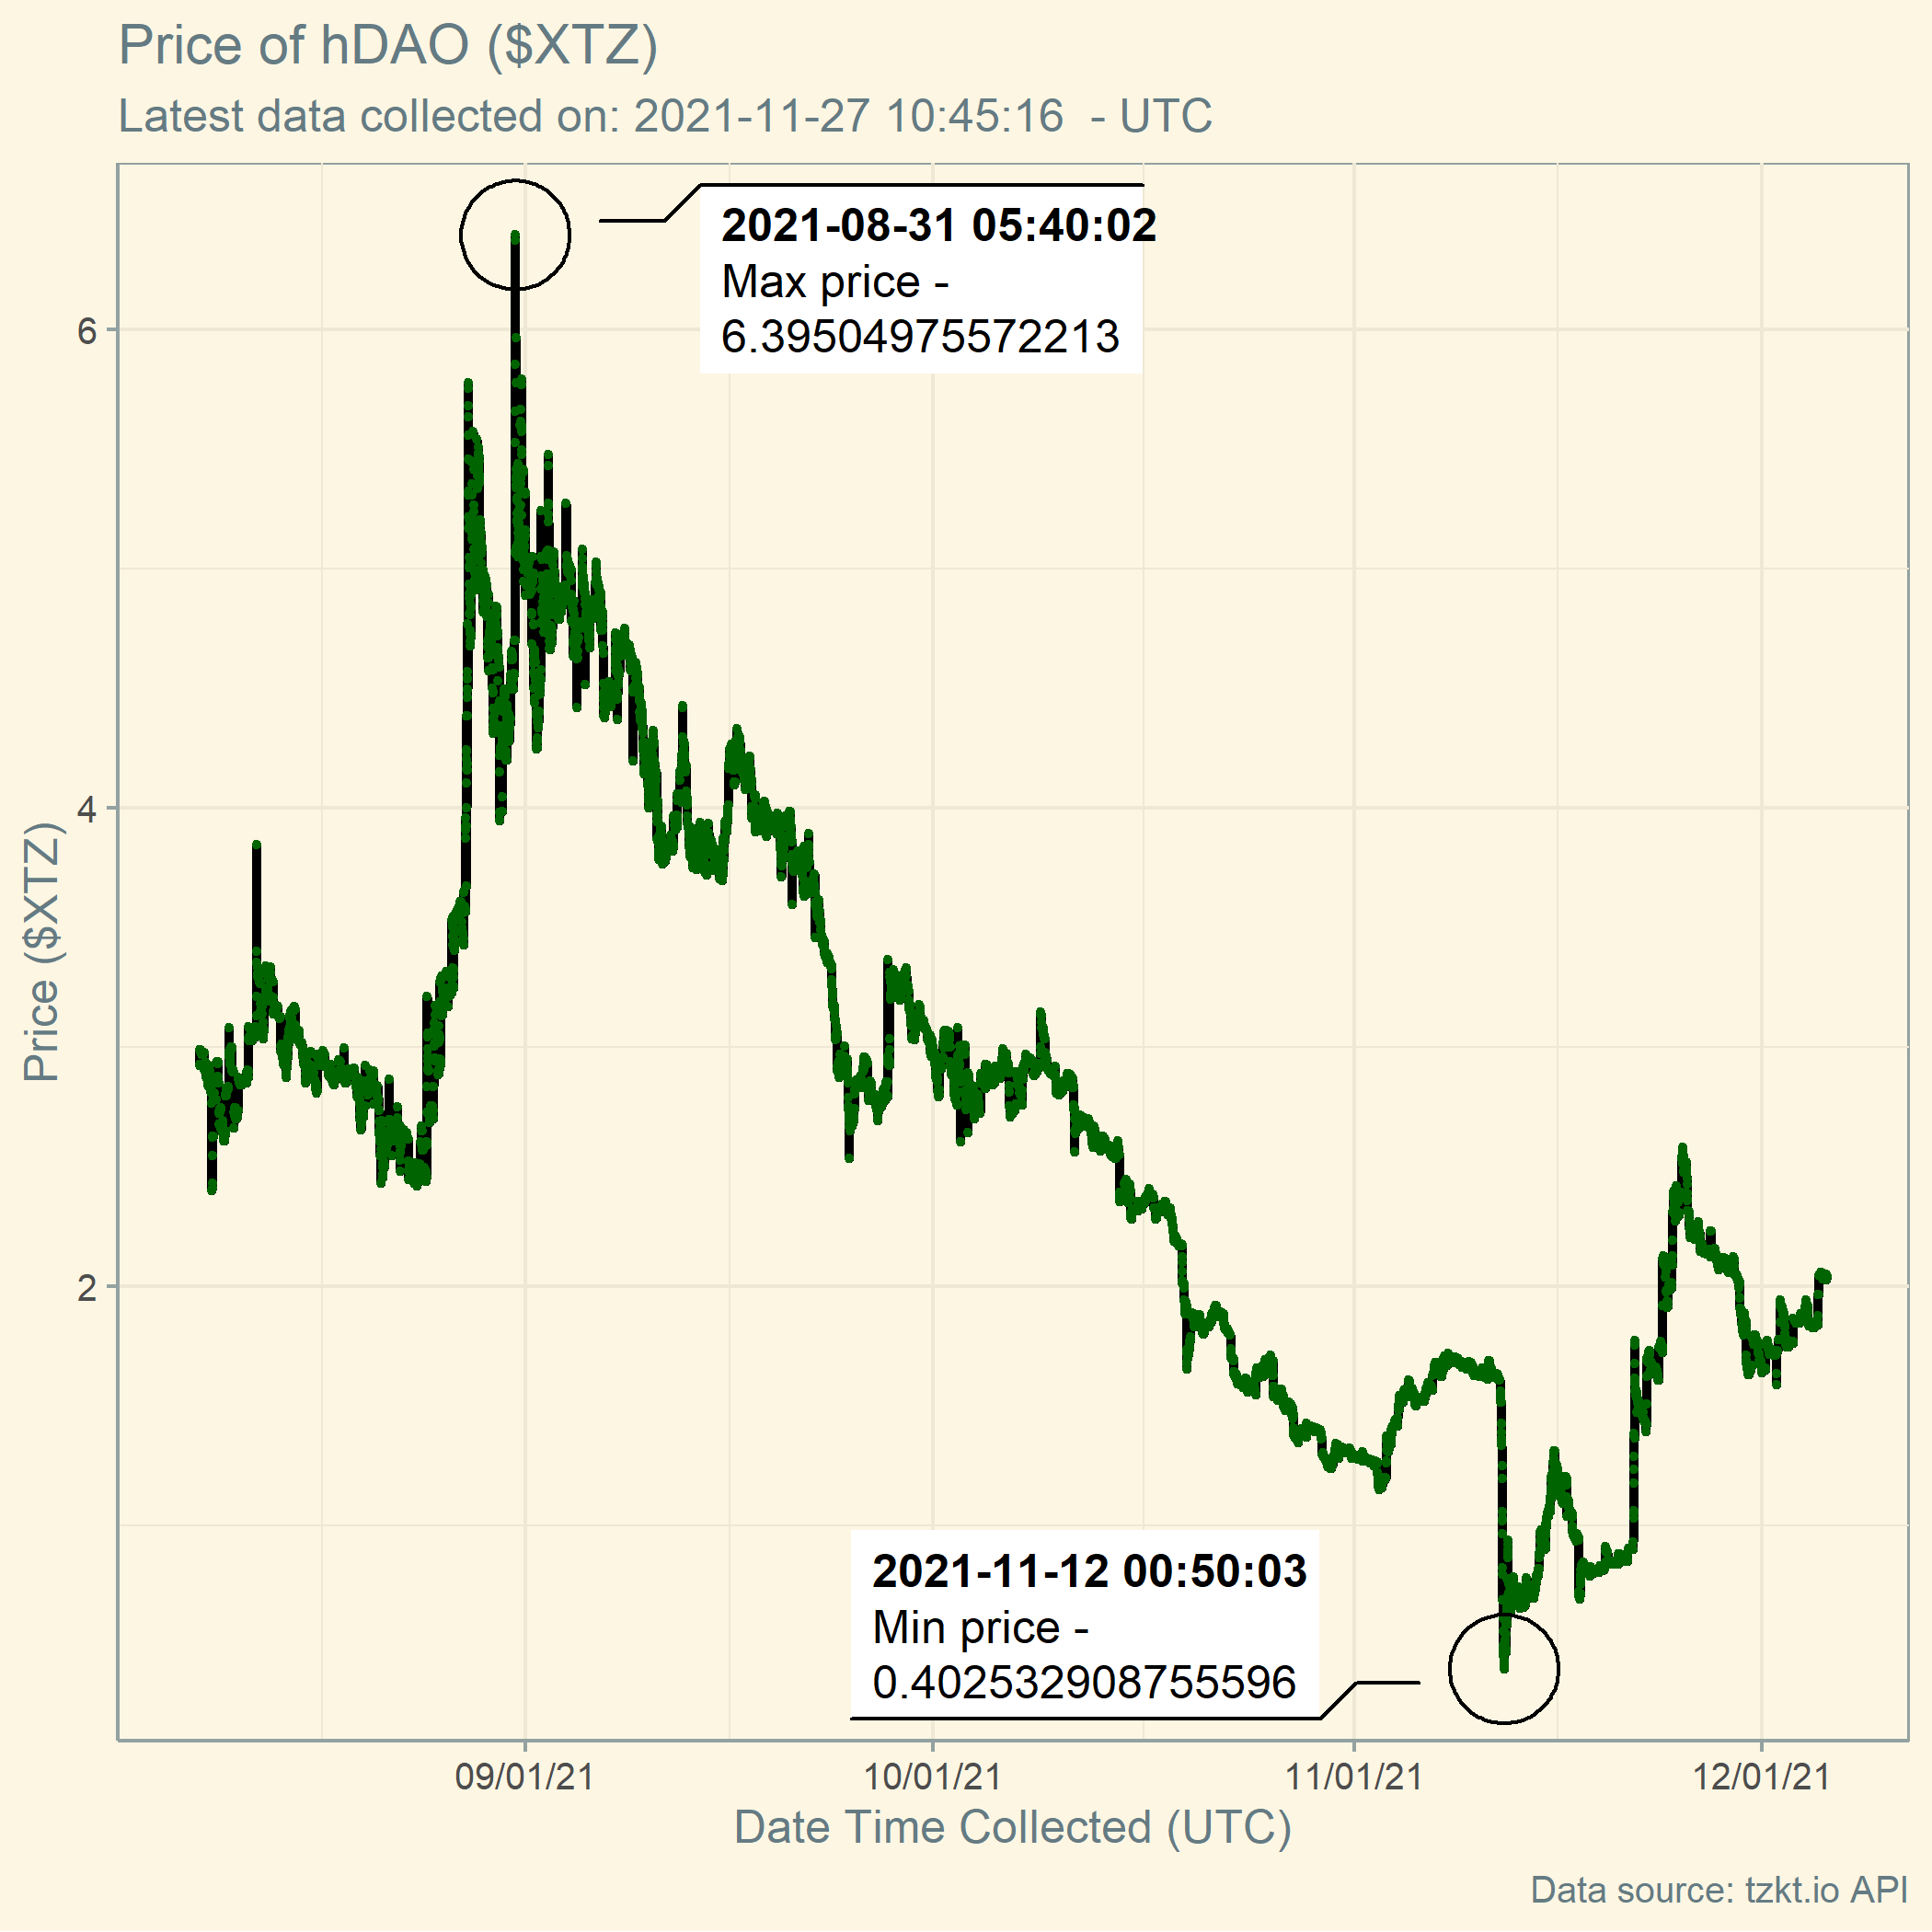 Price of hDAO ($XTZ)
Latest data collected on: 2021-11-27 10:45:16  - UTC
2021-08-31 05:40:02
Max price -
6.39504975572213
6
4
2
Price ($XTZ)
2021-11-12 00:50:03
Min price -
0.402532908755596
09/01/21
10/01/21
11/01/21
12/01/21
Date Time Collected (UTC)
Data source: tzkt.io API